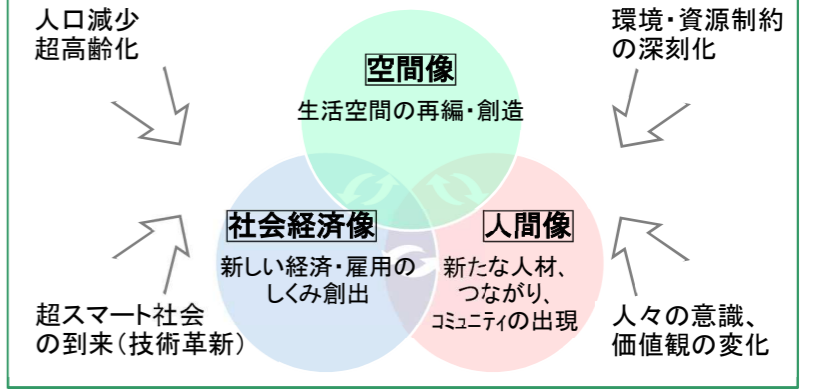 人口減少
超高齢化
環境・資源制約
の深刻化
空間像
生活空間の再編・創造
社会経済像
新しい経済・雇用の
しくみ創出
人間像
新たな人材、
つながり、
ｺﾐｭﾆﾃｨの出現
超スマート社会
の到来（技術革新）
人々の意識、
価値観の変化